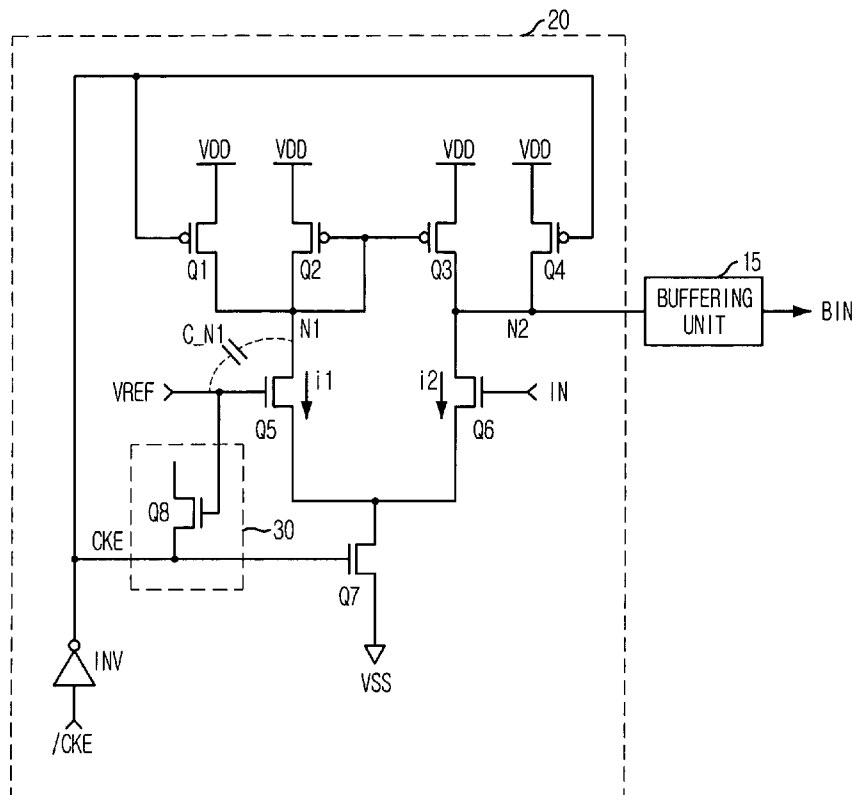 20
VDD
VDD
VDD
VDD
Q1
Q2
Q3
Q4
15
BUFFERING
UNIT
BIN
N1
N2
C_N1
VREF
i1
i2
IN
Q5
Q6
Q8
30
CKE
Q7
INV
VSS
/CKE